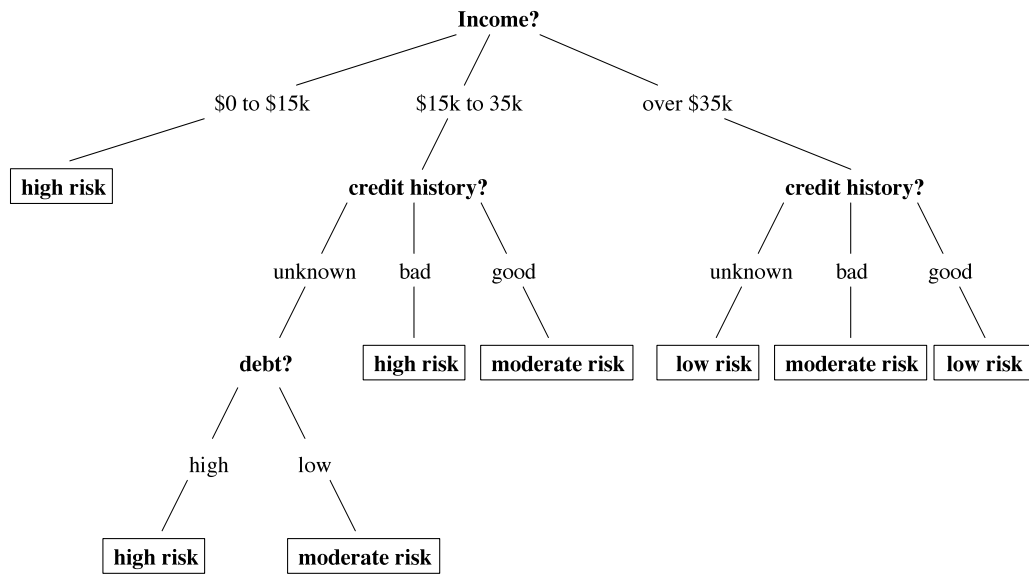 Income?
$0 to $15k $15k to 35k over $35k
high risk credit history? credit history?
unknown bad good unknown bad good
debt? high risk moderate risk low risk moderate risk low risk
high low
high risk moderate risk